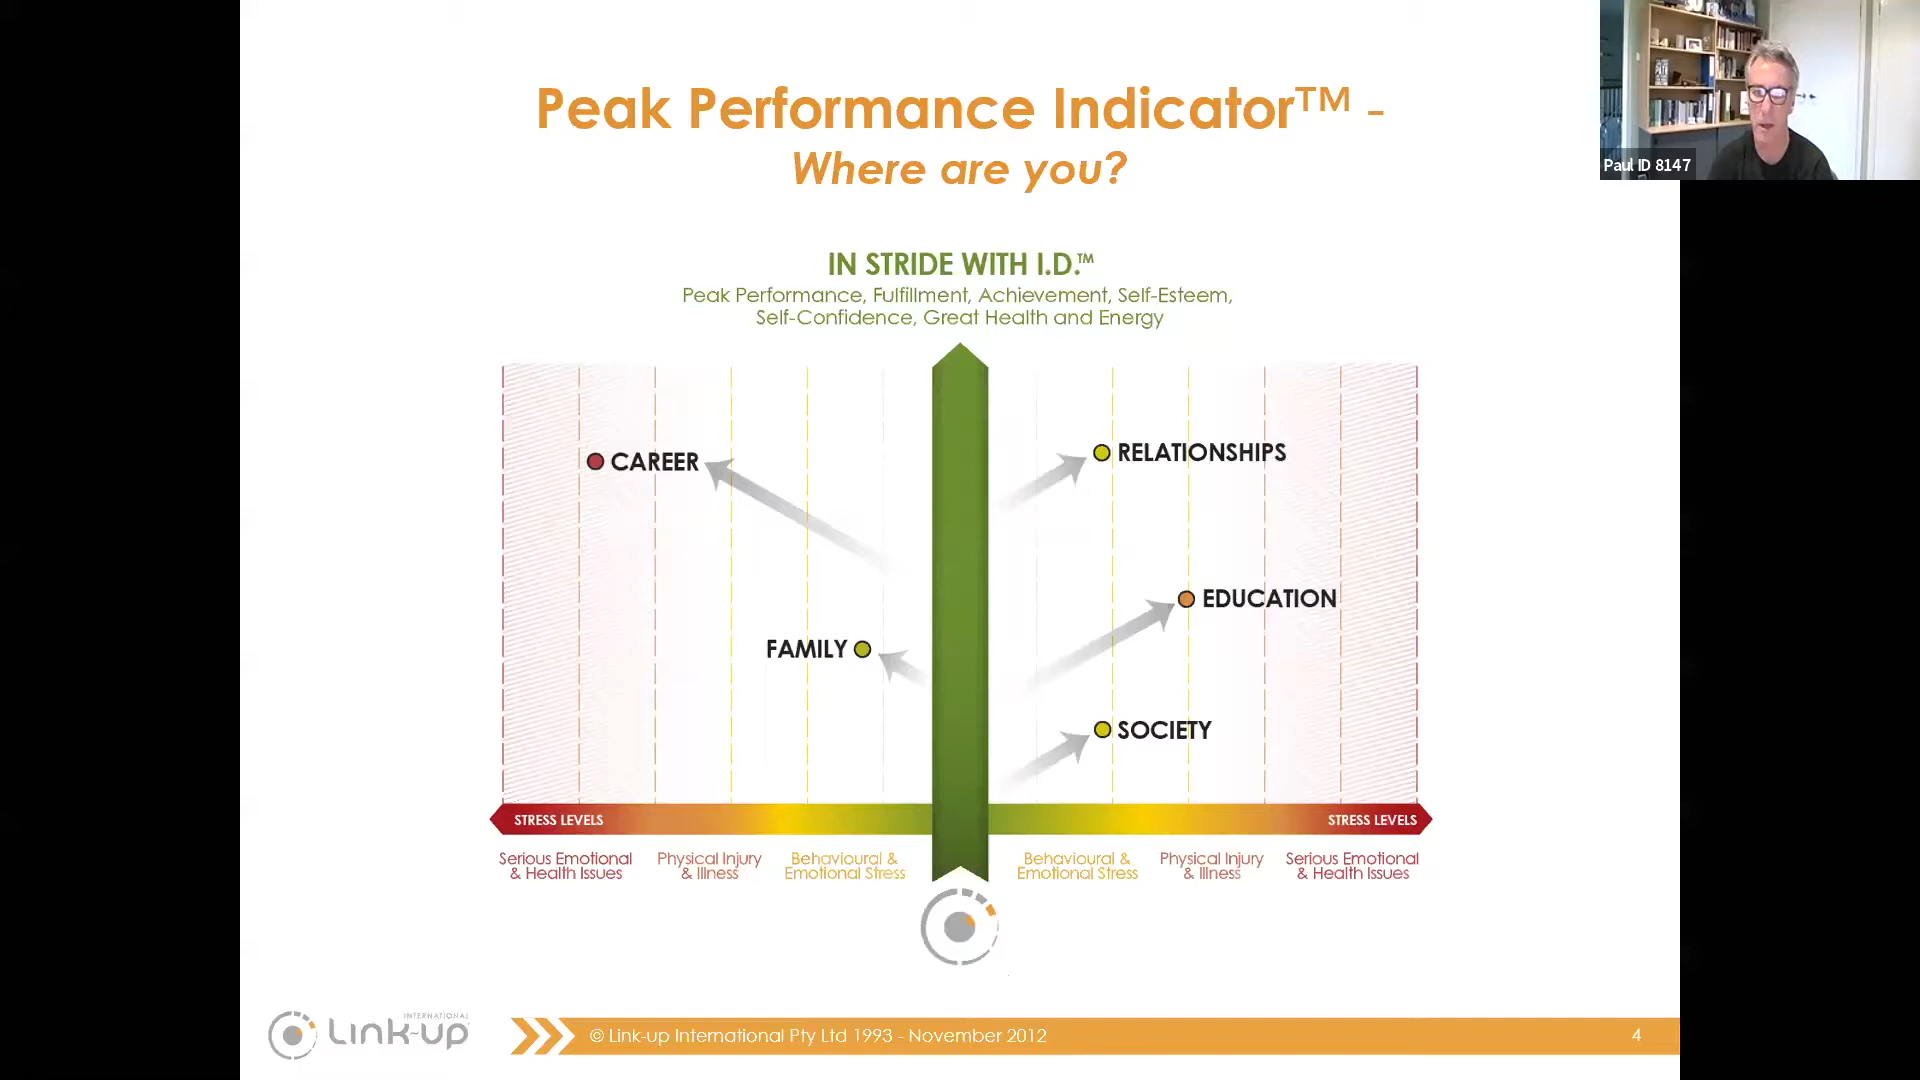 Peak Performance Indicator™ -
Where are you?
Paul ID 8147
IN STRIDE WITH I.D.™
Peak Performance, Fulfillment, Achievement, Self-Esteem,
Self-Confidence, Great Health and Energy
CAREER
RELATIONSHIPS
EDUCATION
FAMILY
SOCIETY
STRESS LEVELS
STRESS LEVELS
Serious Emotional
& Health Issues
Physical Injury
& Illness
Behavioural &
Emotional Stress
Behavioural &
Emotional Stress
Physical Injury
& Illness
Serious Emotional
& Health Issues
INTERNATIONAL
Link-up
© Link-up International Pty Ltd 1993 - November 2012
4